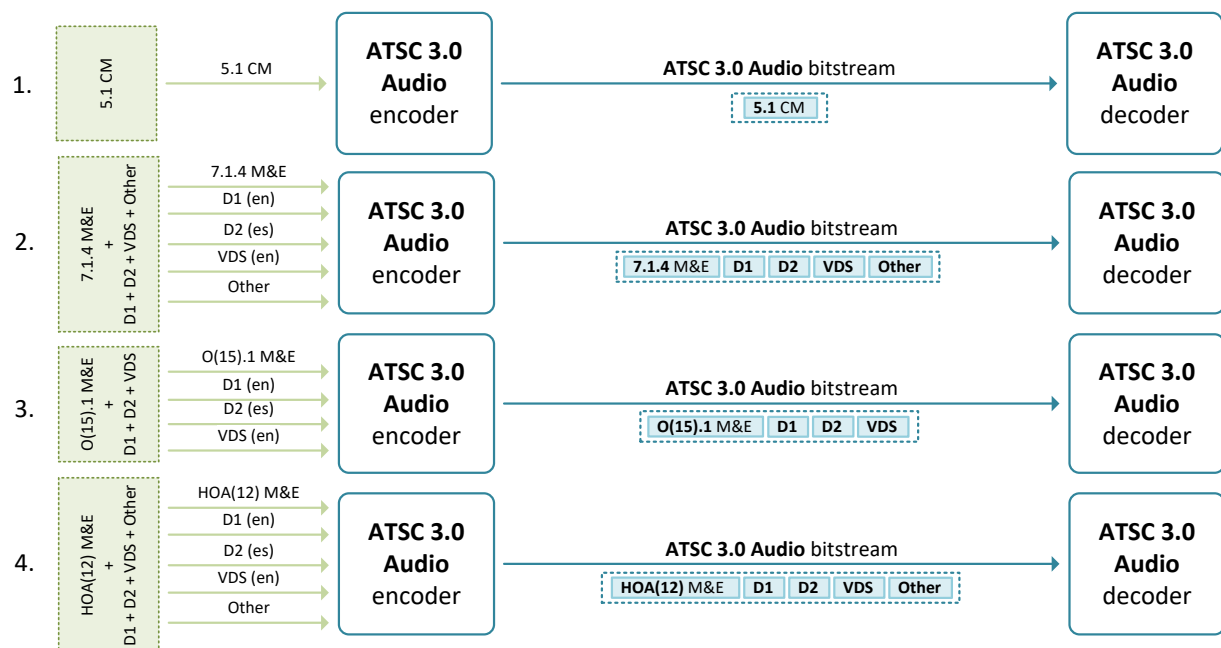 1.
5.1 CM
5.1 CM
ATSC 3.0
Audio
encoder
ATSC 3.0 Audio bitstream
5.1 CM
ATSC 3.0
Audio
decoder
2.
7.1.4 M&E
+
D1 + D2 + VDS + Other
7.1.4 M&E
D1 (en)
D2 (es)
VDS (en)
Other
ATSC 3.0
Audio
encoder
ATSC 3.0 Audio bitstream
7.1.4 M&E D1 D2 VDS Other
ATSC 3.0
Audio
decoder
3.
O(15).1 M&E
+
D1 + D2 + VDS
O(15).1 M&E
D1 (en)
D2 (es)
VDS (en)
ATSC 3.0
Audio
encoder
ATSC 3.0 Audio bitstream
O(15).1 M&E D1 D2 VDS
ATSC 3.0
Audio
decoder
4.
HOA(12) M&E
+
D1 + D2 + VDS + Other
HOA(12) M&E
D1 (en)
D2 (es)
VDS (en)
Other
ATSC 3.0
Audio
encoder
ATSC 3.0 Audio bitstream
HOA(12) M&E D1 D2 VDS Other
ATSC 3.0
Audio
decoder